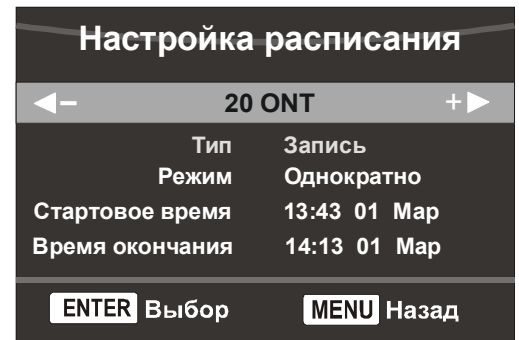 Настройка расписания
– 20 ONT +
Тип Запись
Режим Однократно
Стартовое время 13:43 01 Мар
Время окончания 14:13 01 Мар
ENTER Выбор MENU Назад